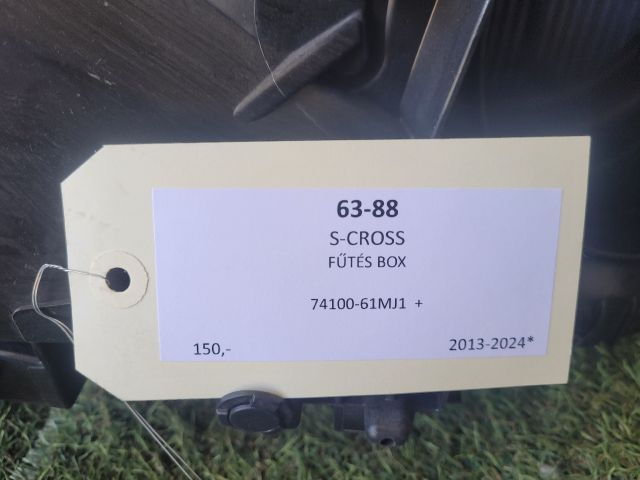 63-88
S-CROSS
FŰTÉS BOX
74100-61MJ1 +
150,-
2013-2024*